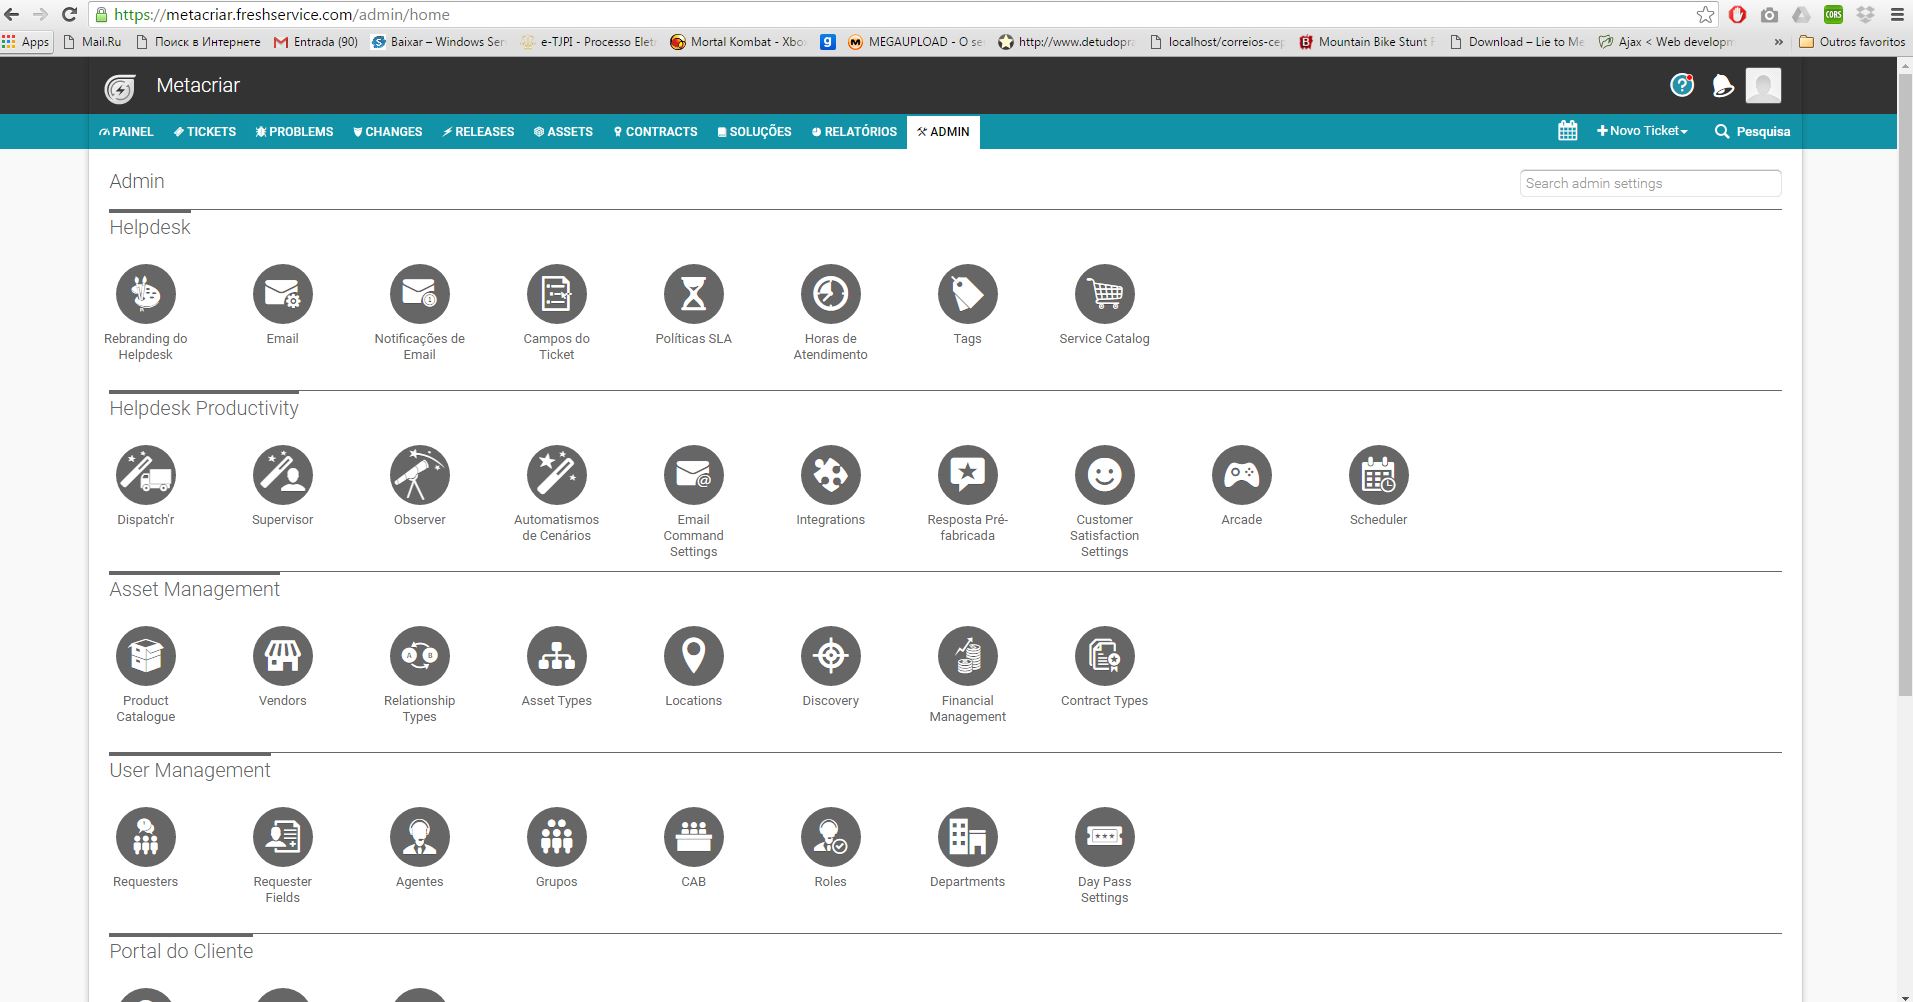 https://metacriar.freshservice.com/admin/home
CORS
Apps Mail.Ru Поиск в Интернете Entrada (90) Baixar – Windows Ser e-TJPI - Processo Elet Mortal Kombat - Xbo g MEGAUPLOAD - O se http://www.detudopra localhost/correios-cep Mountain Bike Stunt Download – Lie to Me Ajax < Web developm » Outros favoritos
Metacriar
PAINEL TICKETS PROBLEMS CHANGES RELEASES ASSETS CONTRACTS SOLUÇÕES RELATÓRIOS ADMIN Novo Ticket Pesquisa
Admin
Search admin settings
Helpdesk
Rebranding do Helpdesk
Email
Notificações de Email
Campos do Ticket
Políticas SLA
Horas de Atendimento
Tags
Service Catalog
Helpdesk Productivity
Dispatch'r
Supervisor
Observer
Automatismos de Cenários
Email Command Settings
Integrations
Resposta Pré-fabricada
Customer Satisfaction Settings
Arcade
Scheduler
Asset Management
Product Catalogue
Vendors
A B
Relationship Types
Asset Types
Locations
Discovery
Financial Management
Contract Types
User Management
Requesters
Requester Fields
Agentes
Grupos
CAB
Roles
Departments
Day Pass Settings
Portal do Cliente